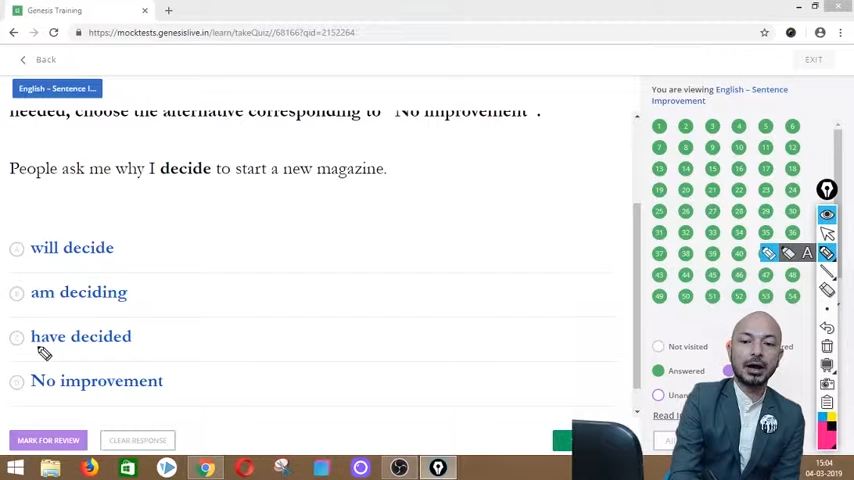 Genesis Training
https://mocktests.genesislive.in/learn/takeQuiz//68166?qid=2152264
Back
EXIT
English – Sentence I...
You are viewing English – Sentence
Improvement
needed, choose the alternative corresponding to "No improvement".
People ask me why I decide to start a new magazine.
A will decide
B am deciding
C have decided
D No improvement
1 2 3 4 5 6
7 8 9 10 11 12
13 14 15 16 17 18
19 20 21 22 23 24
25 26 27 28 29 30
31 32 33 34 35 36
37 38 39 40
A
43 44 45 46 47 48
49 50 51 52 53 54
Not visited
Answered
MARK FOR REVIEW
CLEAR RESPONSE
15:04
04-03-2019